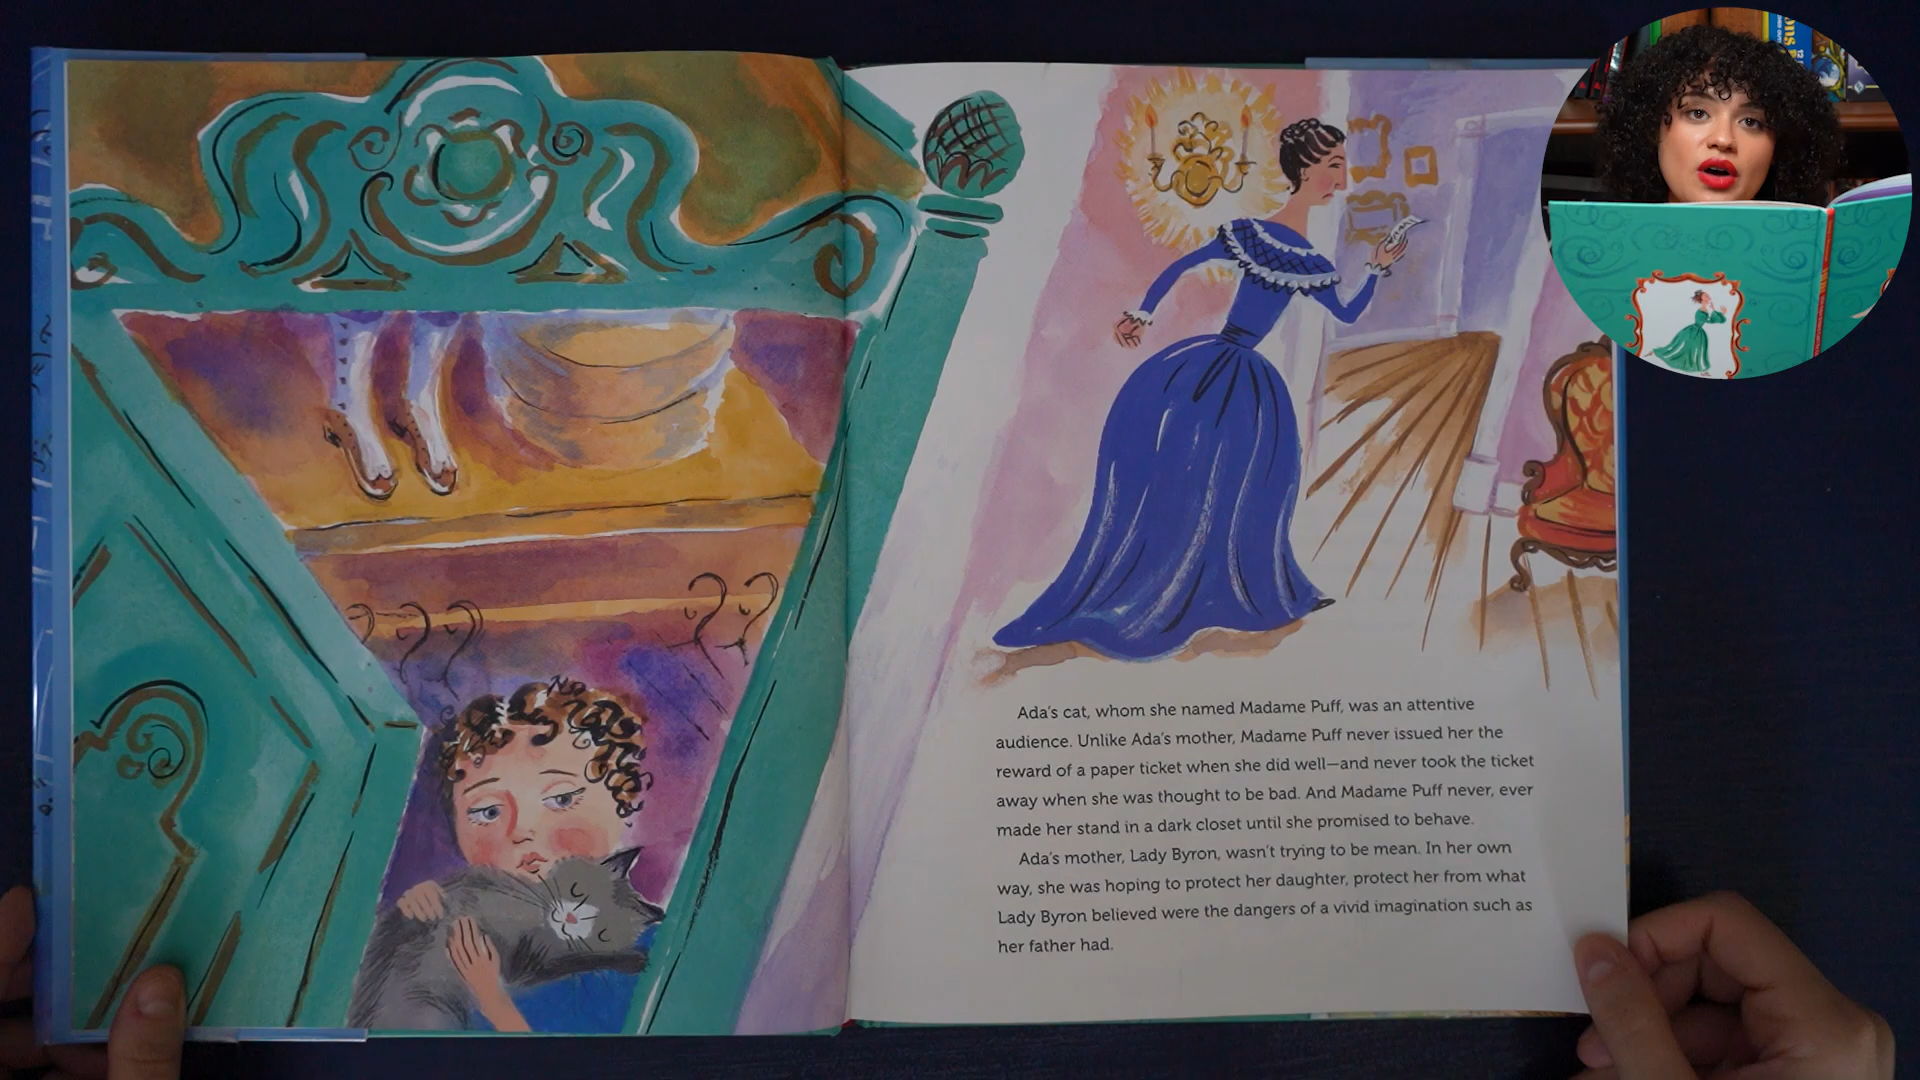 Ada's cat, whom she named Madame Puff, was an attentive
audience. Unlike Ada's mother, Madame Puff never issued her the
reward of a paper ticket when she did well—and never took the ticket
away when she was thought to be bad. And Madame Puff never, ever
made her stand in a dark closet until she promised to behave.
Ada's mother, Lady Byron, wasn't trying to be mean. In her own
way, she was hoping to protect her daughter, protect her from what
Lady Byron believed were the dangers of a vivid imagination such as
her father had.